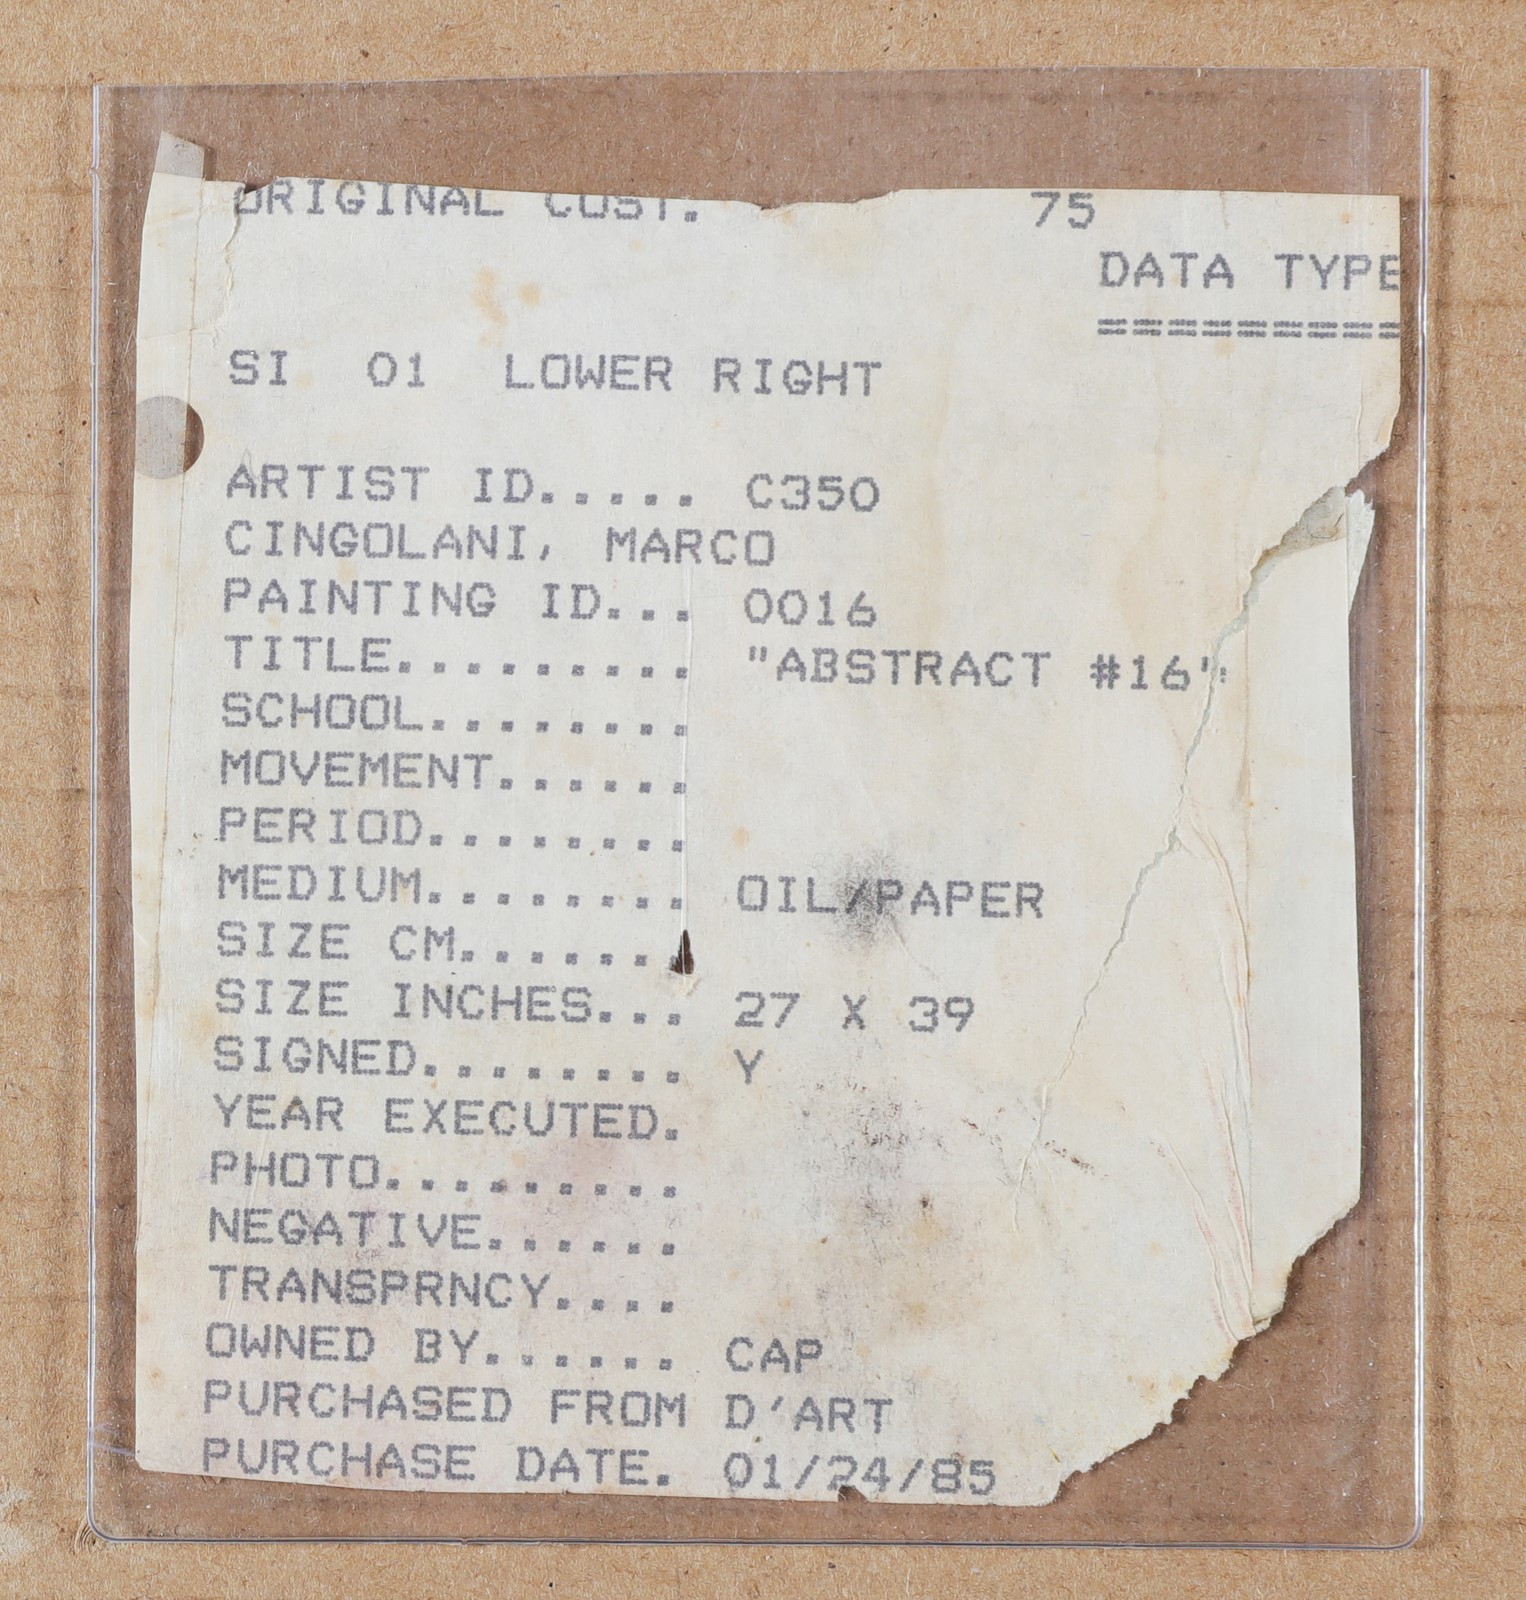 ORIGINAL COST. 75
DATA TYPE
=========
SI 01 LOWER RIGHT
ARTIST ID..... C350
CINGOLANI, MARCO
PAINTING ID... 0016
TITLE......... "ABSTRACT #16"
SCHOOL........
MOVEMENT......
PERIOD........
MEDIUM........ OIL/PAPER
SIZE CM.......
SIZE INCHES... 27 X 39
SIGNED........ Y
YEAR EXECUTED.
PHOTO.........
NEGATIVE......
TRANSPRNCY....
OWNED BY...... CAP
PURCHASED FROM D'ART
PURCHASE DATE. 01/24/85